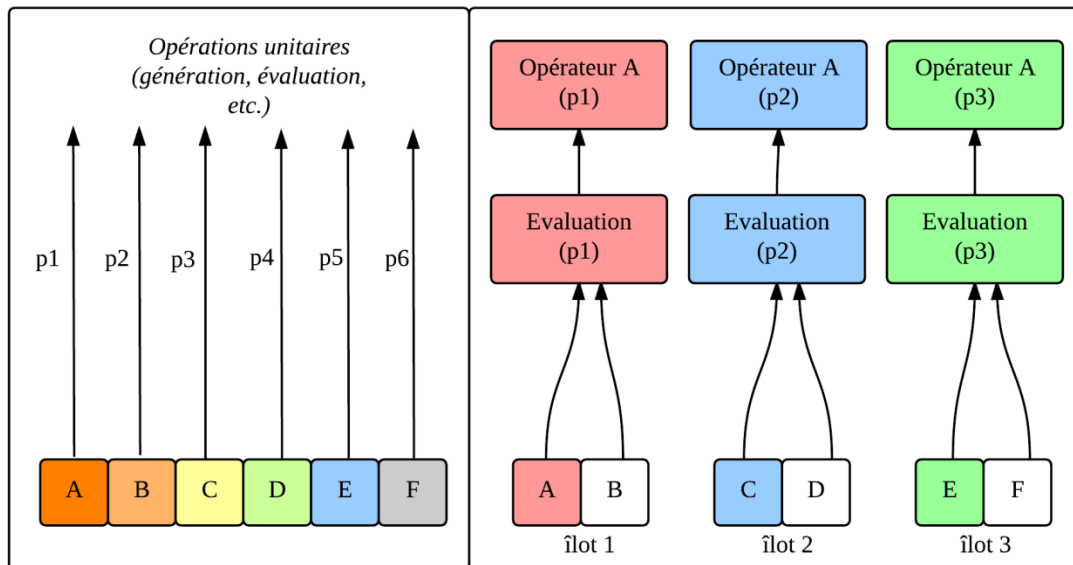 Opérations unitaires
(génération, évaluation,
etc.)
p1
p2
p3
p4
p5
p6
A
B
C
D
E
F
Opérateur A
(p1)
Opérateur A
(p2)
Opérateur A
(p3)
Evaluation
(p1)
Evaluation
(p2)
Evaluation
(p3)
A
B
C
D
E
F
îlot 1
îlot 2
îlot 3